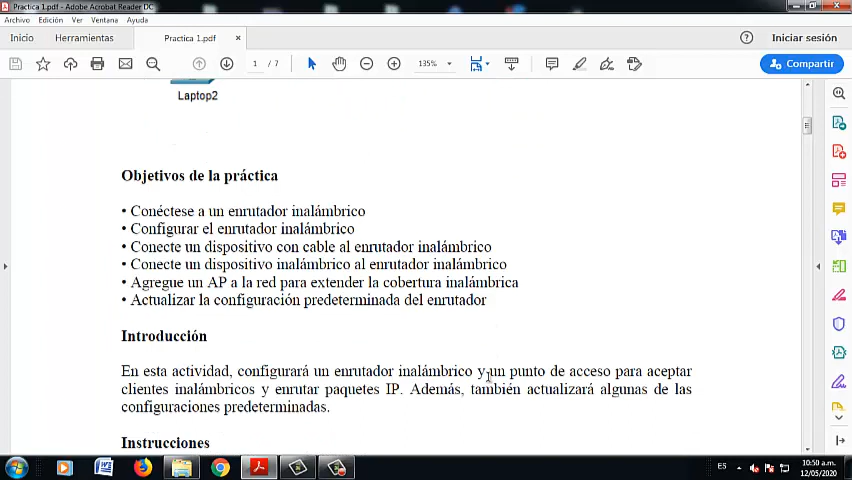 Practica 1.pdf - Adobe Acrobat Reader DC
Archivo Edición Ver Ventana Ayuda
Inicio Herramientas Practica 1.pdf × Iniciar sesión
1 / 7 135% Compartir
Laptop2
Objetivos de la práctica
• Conéctese a un enrutador inalámbrico
• Configurar el enrutador inalámbrico
• Conecte un dispositivo con cable al enrutador inalámbrico
• Conecte un dispositivo inalámbrico al enrutador inalámbrico
• Agregue un AP a la red para extender la cobertura inalámbrica
• Actualizar la configuración predeterminada del enrutador
Introducción
En esta actividad, configurará un enrutador inalámbrico y un punto de acceso para aceptar
clientes inalámbricos y enrutar paquetes IP. Además, también actualizará algunas de las
configuraciones predeterminadas.
Instrucciones
ES 10:50 a.m.
12/05/2020